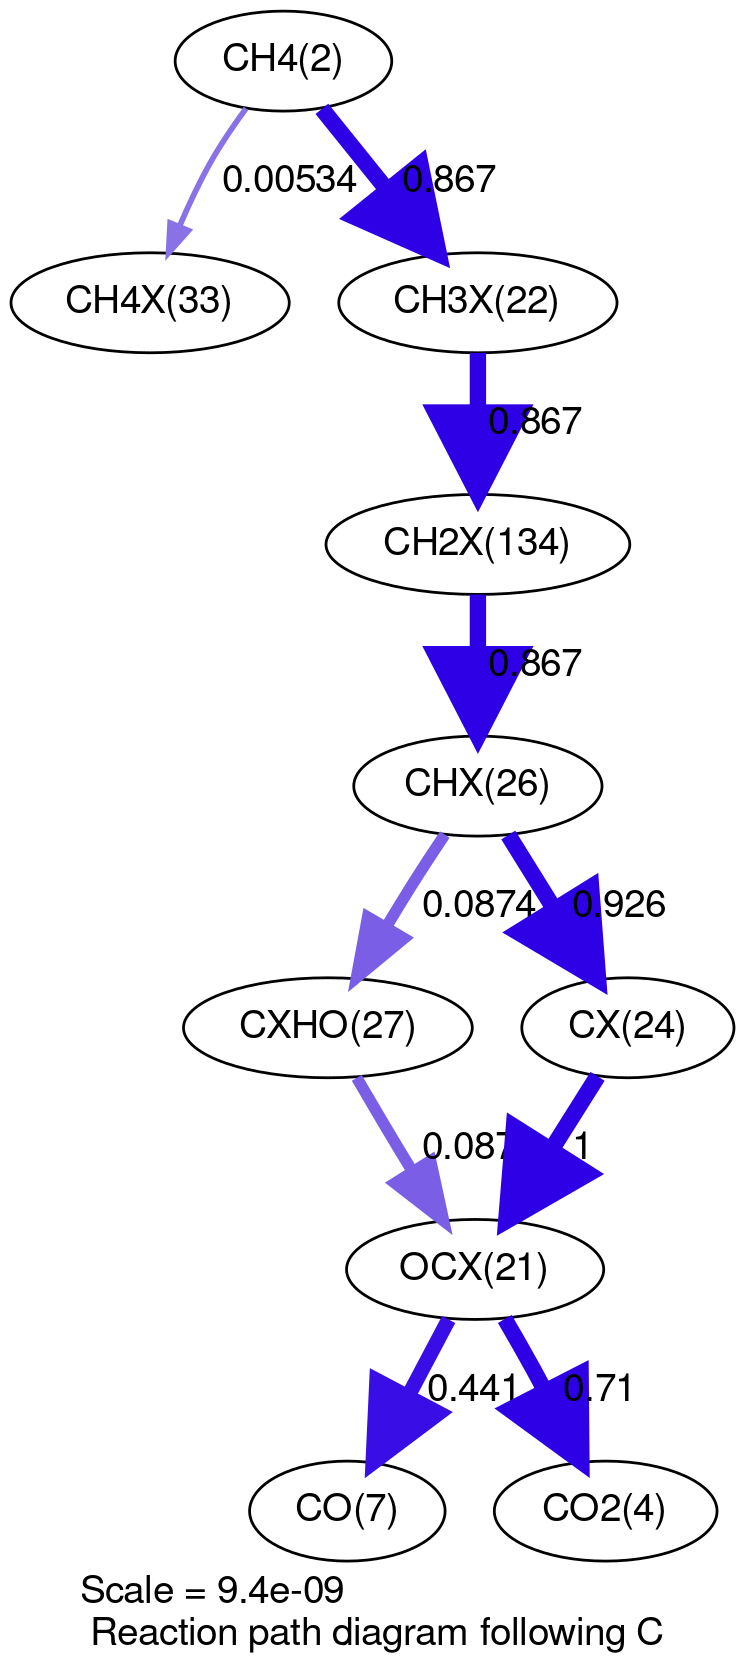 CH4(2)
0.00534
0.867
CH4X(33)
CH3X(22)
0.867
CH2X(134)
0.867
CHX(26)
0.0874
0.926
CXHO(27)
CX(24)
1
OCX(21)
0.441
0.71
CO(7)
CO2(4)
Scale = 9.4e-09
Reaction path diagram following C